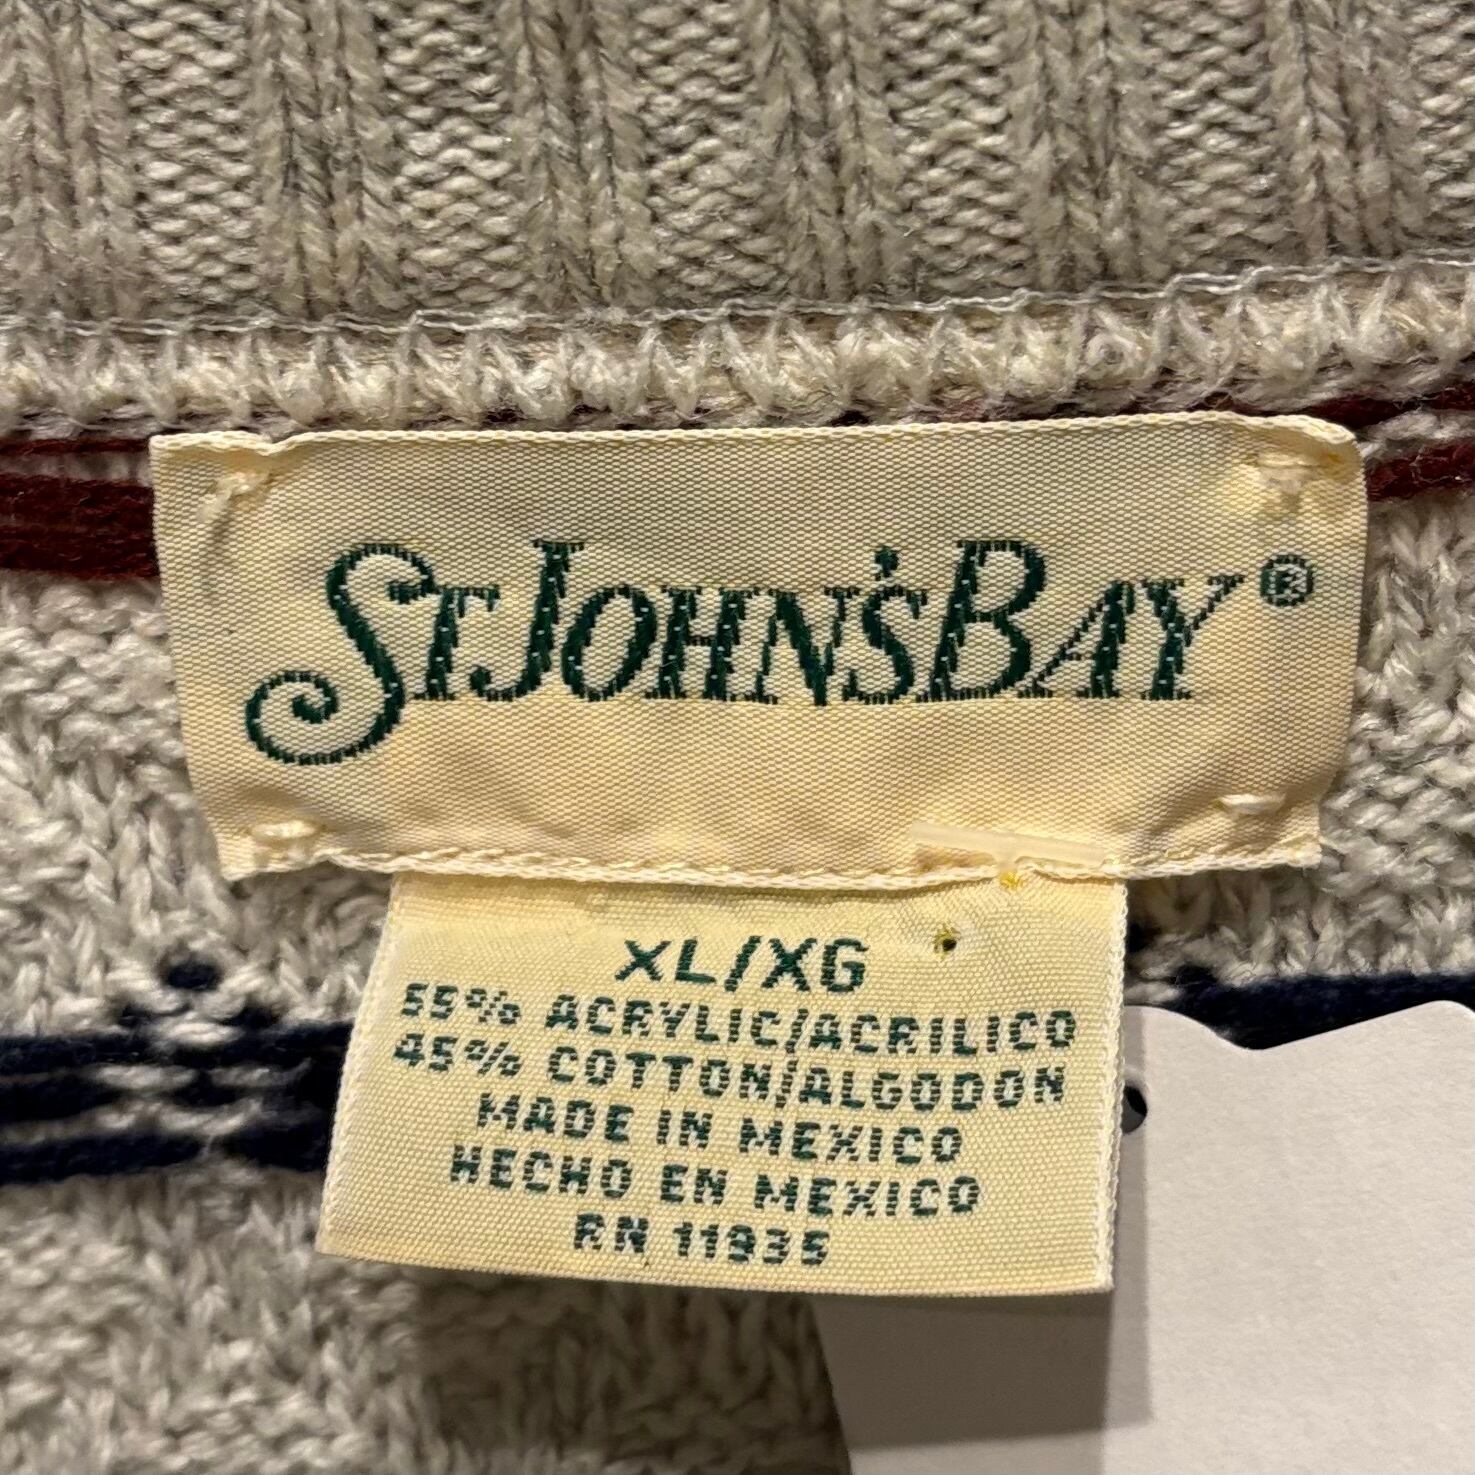 ST JOHN'S BAY®
XL/XG
55% ACRYLIC/ACRILICO
45% COTTON/ALGODON
MADE IN MEXICO
HECHO EN MEXICO
RN 11935